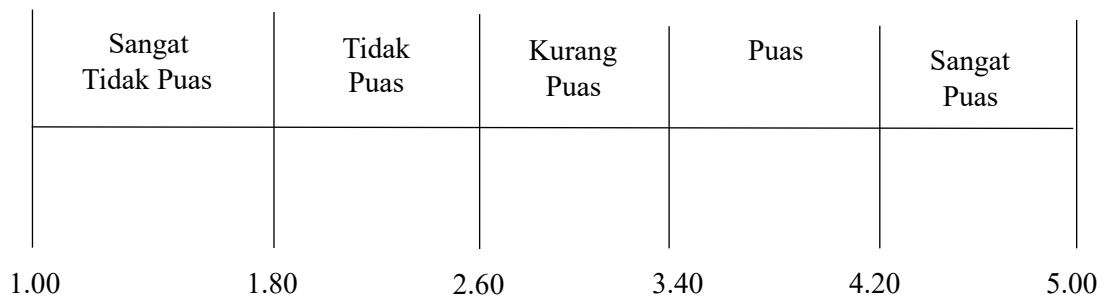 Sangat
Tidak Puas
Tidak
Puas
Kurang
Puas
Puas
Sangat
Puas
1.00 1.80 2.60 3.40 4.20 5.00